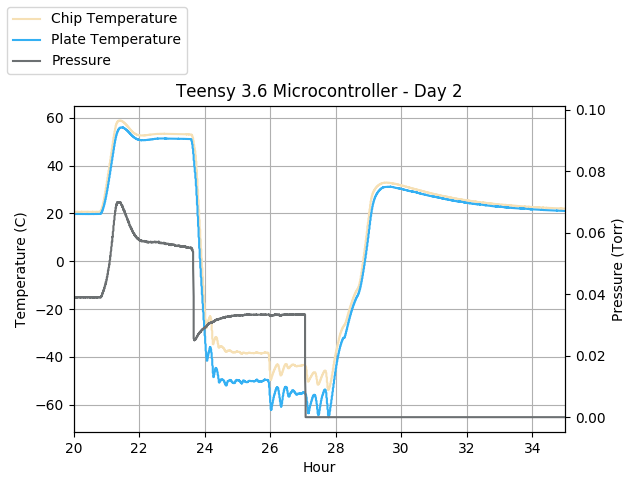 Chip Temperature
Plate Temperature
Pressure
Teensy 3.6 Microcontroller - Day 2
Temperature (C)
60
40
20
0
−20
−40
−60
0.10
0.08
0.06
0.04
0.02
0.00
Pressure (Torr)
20 22 24 26 28 30 32 34
Hour